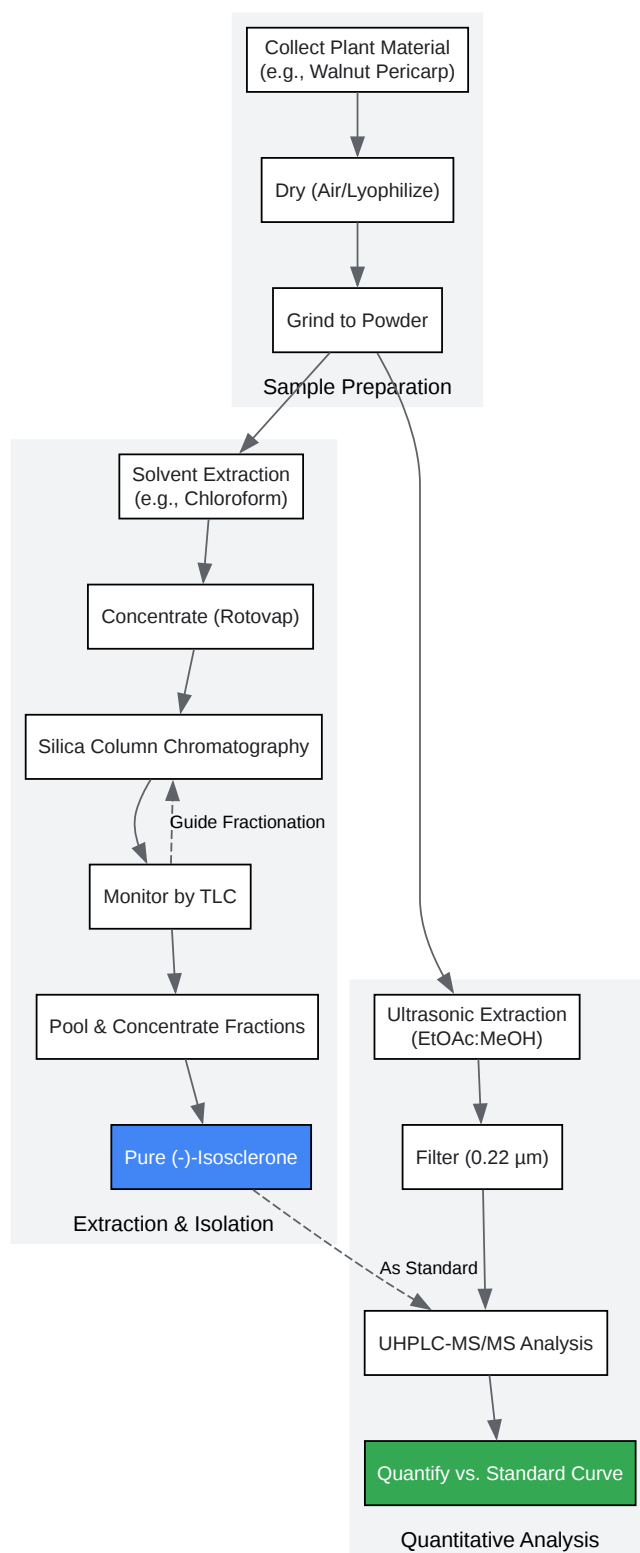 Collect Plant Material
(e.g., Walnut Pericarp)
Dry (Air/Lyophilize)
Grind to Powder
Sample Preparation
Solvent Extraction
(e.g., Chloroform)
Concentrate (Rotovap)
Silica Column Chromatography
Guide Fractionation
Monitor by TLC
Pool & Concentrate Fractions
Pure (-)-Isosclerone
Extraction & Isolation
Ultrasonic Extraction
(EtOAc:MeOH)
Filter (0.22 µm)
As Standard
UHPLC-MS/MS Analysis
Quantify vs. Standard Curve
Quantitative Analysis